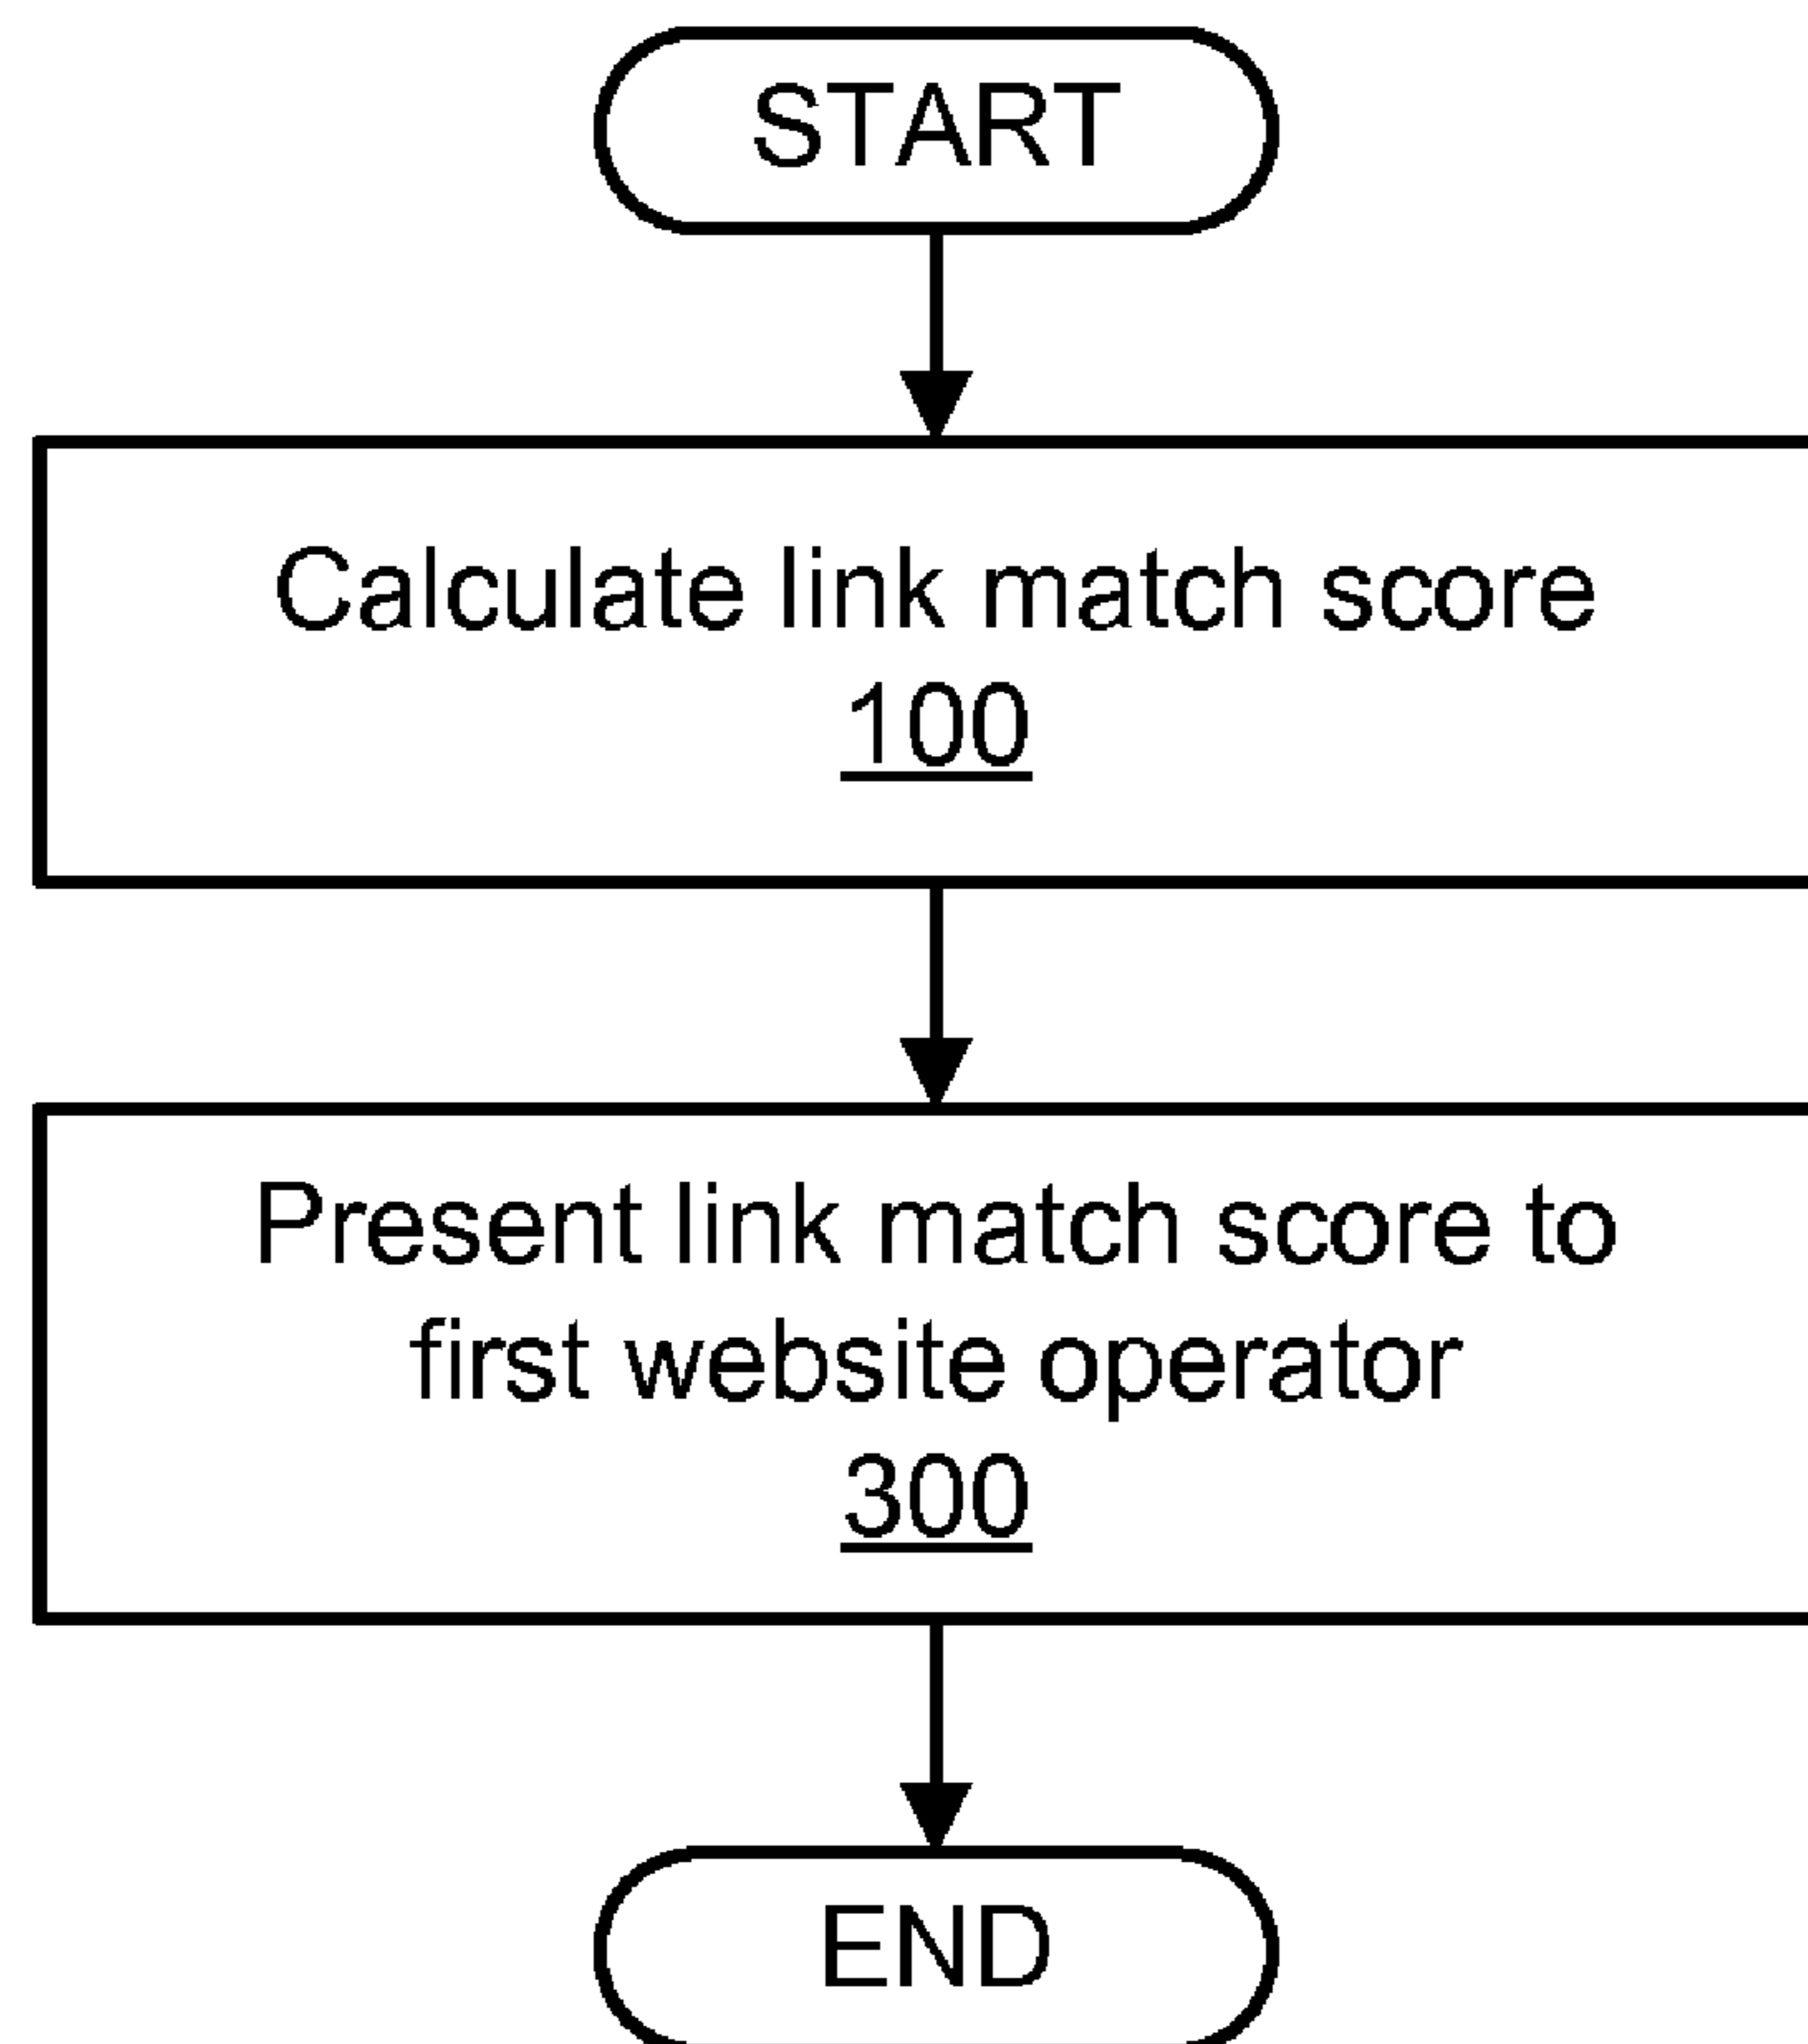 START
Calculate link match score
100
Present link match score to
first website operator
300
END